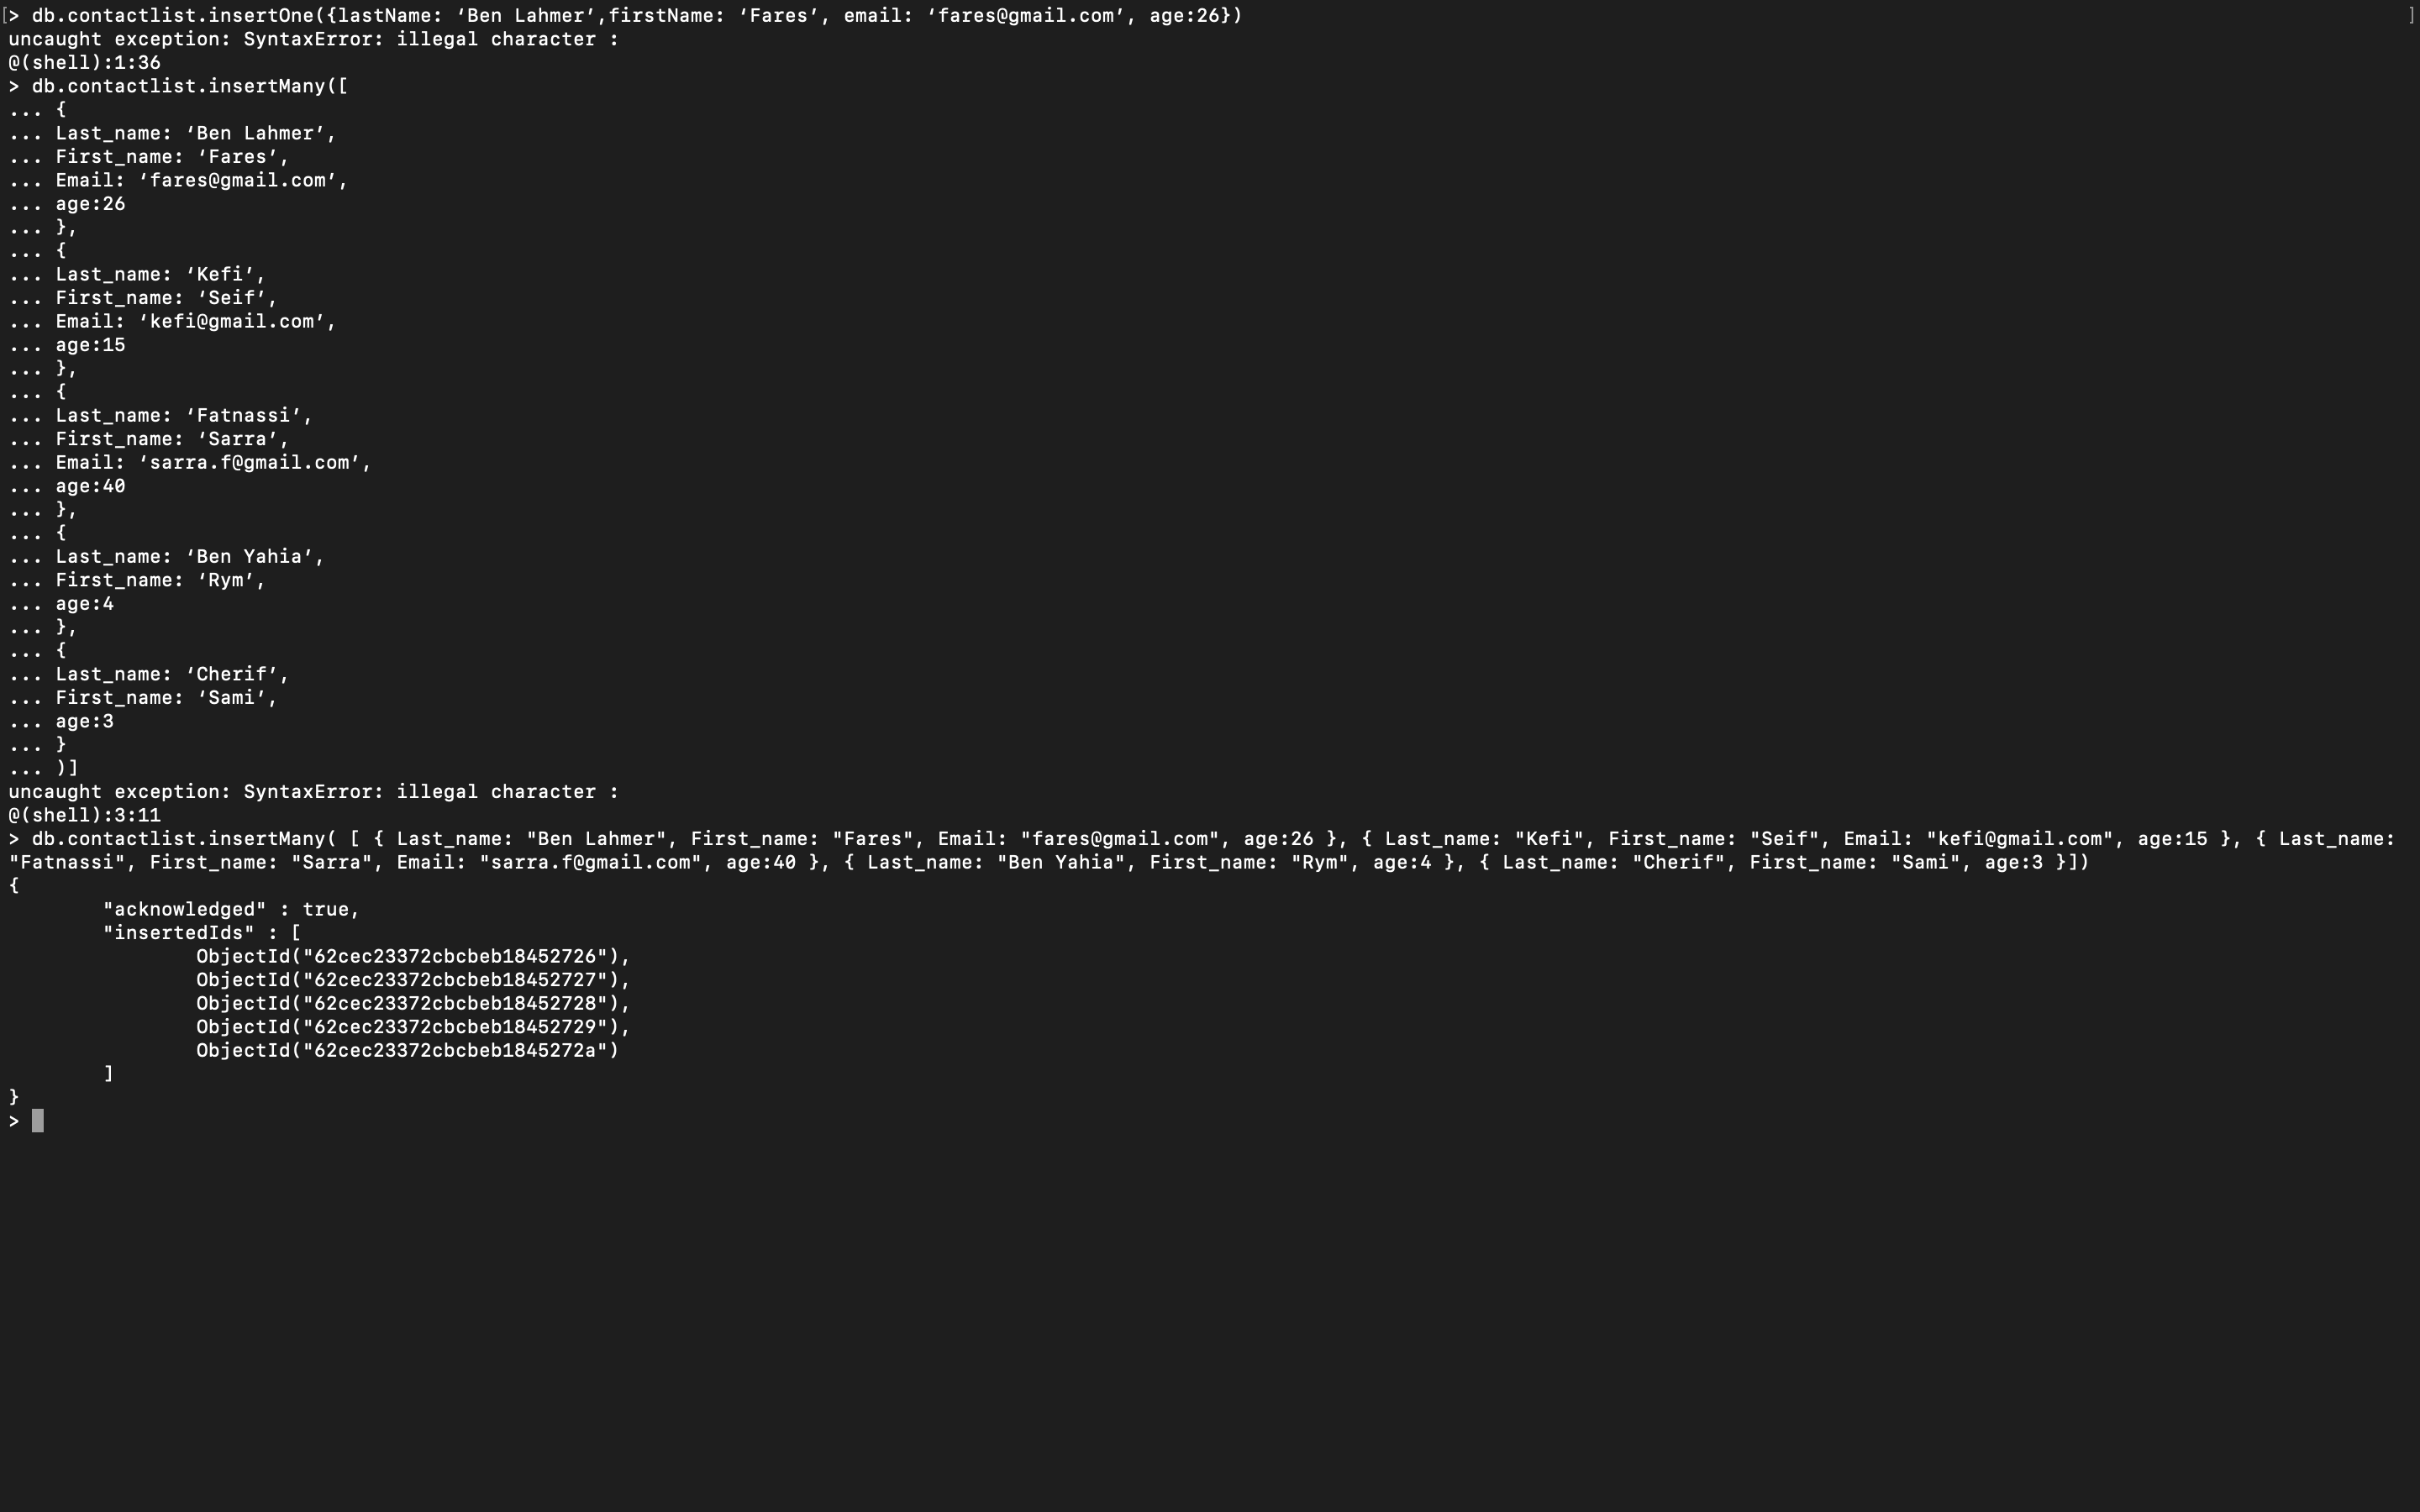 [> db.contactlist.insertOne({lastName: ‘Ben Lahmer’,firstName: ‘Fares’, email: ‘fares@gmail.com’, age:26}) ]
uncaught exception: SyntaxError: illegal character :
@(shell):1:36
> db.contactlist.insertMany([
... {
... Last_name: ‘Ben Lahmer’,
... First_name: ‘Fares’,
... Email: ‘fares@gmail.com’,
... age:26
... },
... {
... Last_name: ‘Kefi’,
... First_name: ‘Seif’,
... Email: ‘kefi@gmail.com’,
... age:15
... },
... {
... Last_name: ‘Fatnassi’,
... First_name: ‘Sarra’,
... Email: ‘sarra.f@gmail.com’,
... age:40
... },
... {
... Last_name: ‘Ben Yahia’,
... First_name: ‘Rym’,
... age:4
... },
... {
... Last_name: ‘Cherif’,
... First_name: ‘Sami’,
... age:3
... }
... )]
uncaught exception: SyntaxError: illegal character :
@(shell):3:11
> db.contactlist.insertMany( [ { Last_name: "Ben Lahmer", First_name: "Fares", Email: "fares@gmail.com", age:26 }, { Last_name: "Kefi", First_name: "Seif", Email: "kefi@gmail.com", age:15 }, { Last_name:
"Fatnassi", First_name: "Sarra", Email: "sarra.f@gmail.com", age:40 }, { Last_name: "Ben Yahia", First_name: "Rym", age:4 }, { Last_name: "Cherif", First_name: "Sami", age:3 }])
{
"acknowledged" : true,
"insertedIds" : [
ObjectId("62cec23372cbcbeb18452726"),
ObjectId("62cec23372cbcbeb18452727"),
ObjectId("62cec23372cbcbeb18452728"),
ObjectId("62cec23372cbcbeb18452729"),
ObjectId("62cec23372cbcbeb1845272a")
]
}
>